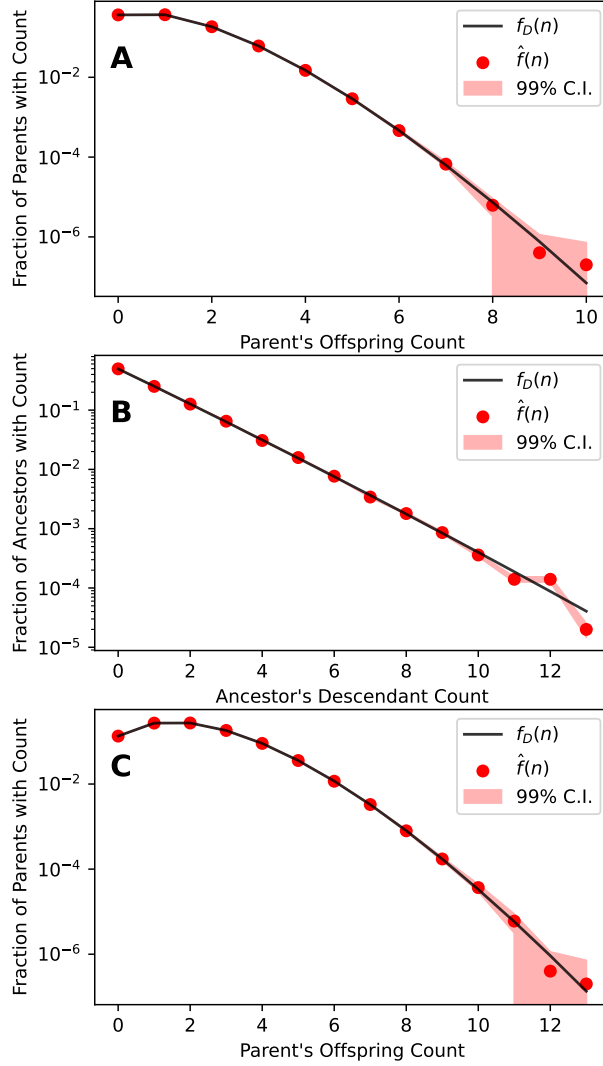 A
Fraction of Parents with Count
10⁻²
10⁻⁴
10⁻⁶
f_D(n)
f̂(n)
99% C.I.
0 2 4 6 8 10
Parent's Offspring Count
B
Fraction of Ancestors with Count
10⁻¹
10⁻²
10⁻³
10⁻⁴
10⁻⁵
f_D(n)
f̂(n)
99% C.I.
0 2 4 6 8 10 12
Ancestor's Descendant Count
C
Fraction of Parents with Count
10⁻²
10⁻⁴
10⁻⁶
f_D(n)
f̂(n)
99% C.I.
0 2 4 6 8 10 12
Parent's Offspring Count